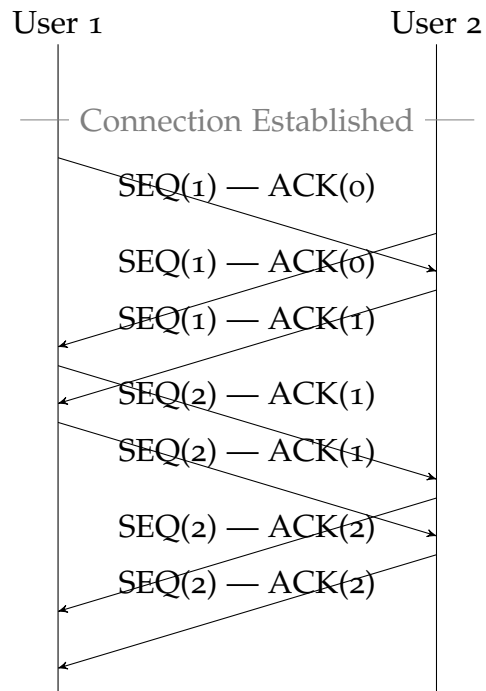 User 1 User 2
Connection Established
SEQ(1) — ACK(0)
SEQ(1) — ACK(0)
SEQ(1) — ACK(1)
SEQ(2) — ACK(1)
SEQ(2) — ACK(1)
SEQ(2) — ACK(2)
SEQ(2) — ACK(2)